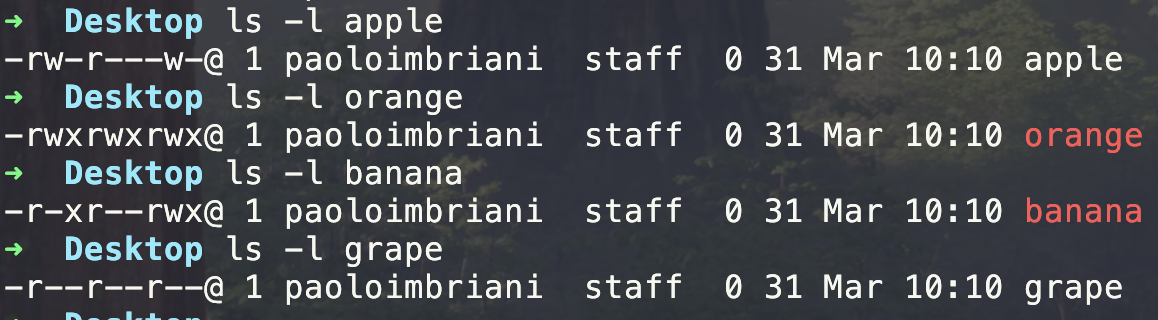 ➜  Desktop ls -l apple
-rw-r---w-@ 1 paoloimbriani  staff  0 31 Mar 10:10 apple
➜  Desktop ls -l orange
-rwxrwxrwx@ 1 paoloimbriani  staff  0 31 Mar 10:10 orange
➜  Desktop ls -l banana
-r-xr--rwx@ 1 paoloimbriani  staff  0 31 Mar 10:10 banana
➜  Desktop ls -l grape
-r--r--r--@ 1 paoloimbriani  staff  0 31 Mar 10:10 grape